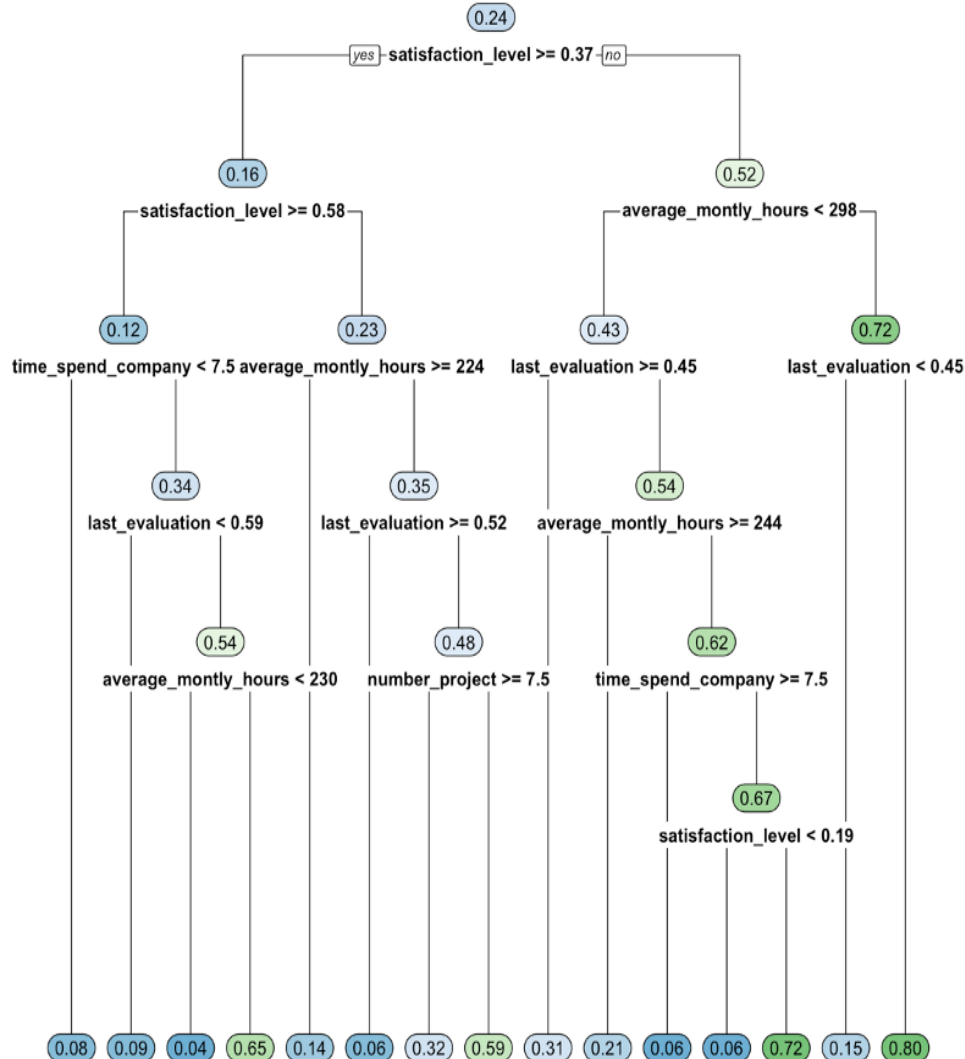 0.24
yes satisfaction_level >= 0.37 no
0.16 0.52
satisfaction_level >= 0.58 average_montly_hours < 298
0.12 0.23 0.43 0.72
time_spend_company < 7.5 average_montly_hours >= 224 last_evaluation >= 0.45 last_evaluation < 0.45
0.34 0.35 0.54
last_evaluation < 0.59 last_evaluation >= 0.52 average_montly_hours >= 244
0.54 0.48 0.62
average_montly_hours < 230 number_project >= 7.5 time_spend_company >= 7.5
0.67
satisfaction_level < 0.19
0.08 0.09 0.04 0.65 0.14 0.06 0.32 0.59 0.31 0.21 0.06 0.06 0.72 0.15 0.80